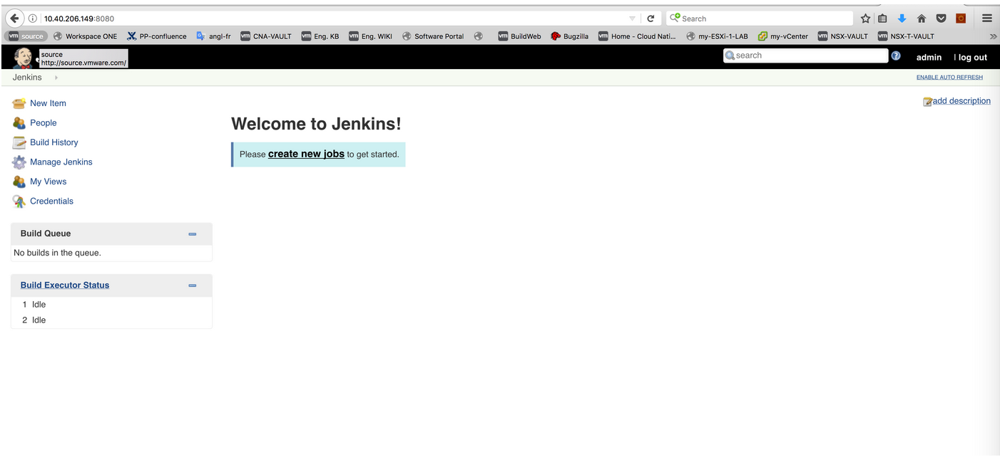 10.40.206.149:8080
Search
source Workspace ONE PP-confluence angl-fr CNA-VAULT Eng. KB Eng. WIKI Software Portal BuildWeb Bugzilla Home - Cloud Nati... my-ESXi-1-LAB my-vCenter NSX-VAULT NSX-T-VAULT
source
http://source.vmware.com/
search
admin | log out
Jenkins
ENABLE AUTO REFRESH
New Item
People
Build History
Manage Jenkins
My Views
Credentials
add description
Welcome to Jenkins!
Please create new jobs to get started.
Build Queue
No builds in the queue.
Build Executor Status
1 Idle
2 Idle